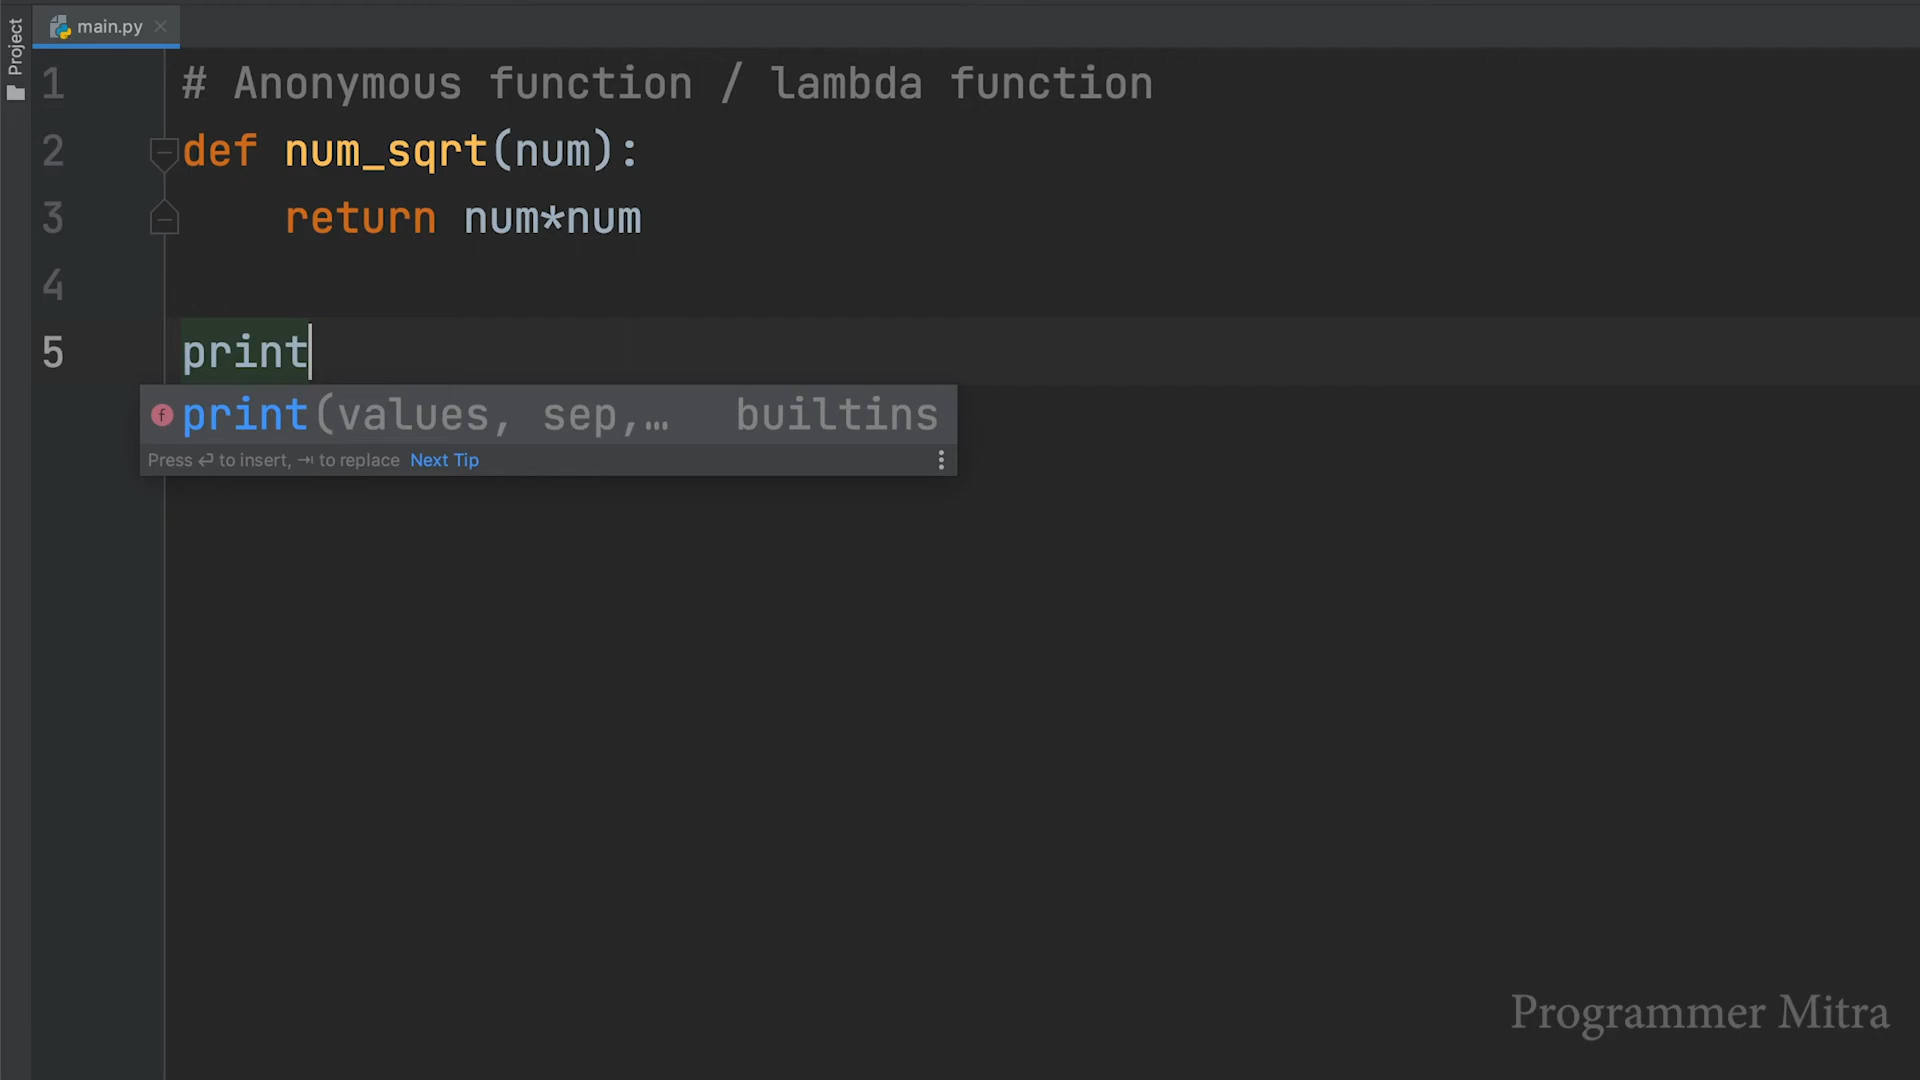 Project
main.py
1 # Anonymous function / lambda function
2 def num_sqrt(num):
3 return num*num
4
5 print
f print(values, sep,… builtins
Press ↩ to insert, ⇥ to replace Next Tip
Programmer Mitra